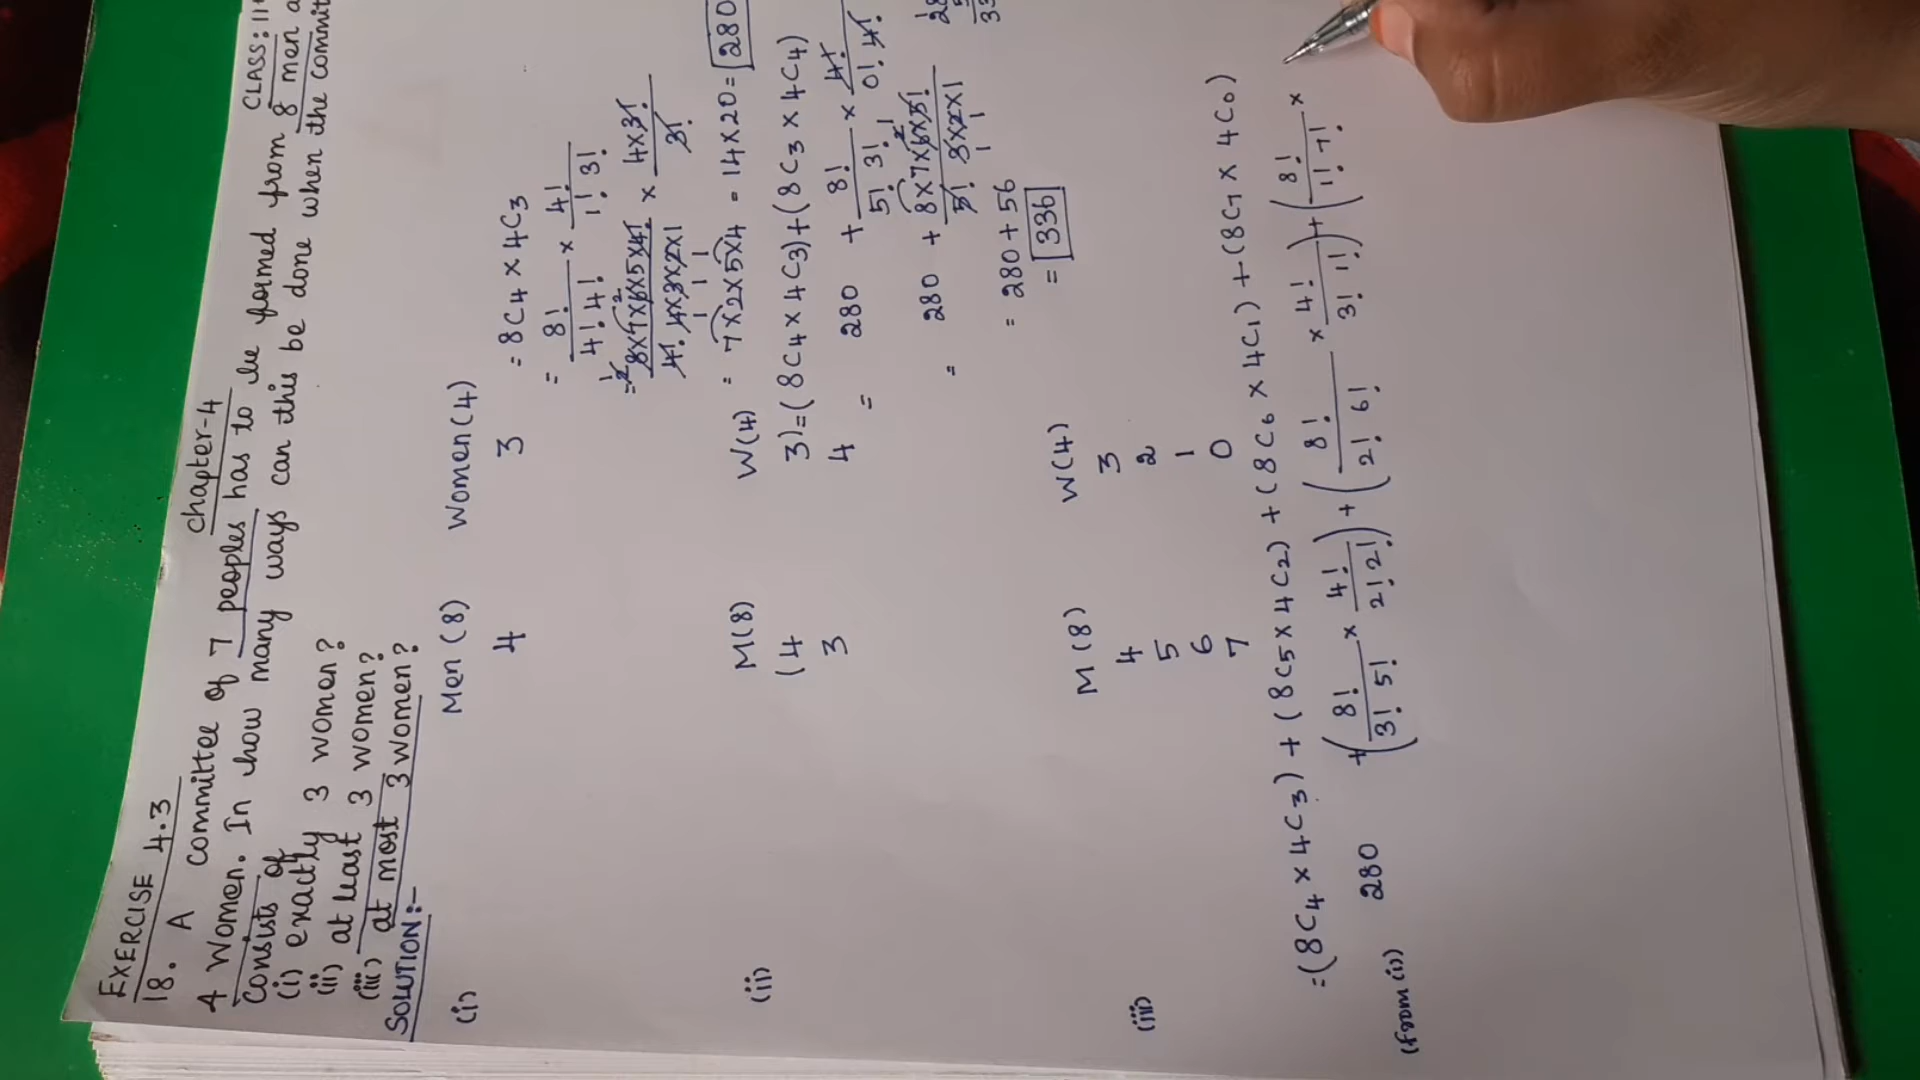 EXERCISE 4.3 chapter-4 CLASS: 11
18. A committee of 7 peoples has to be formed from 8 men a
4 women. In how many ways can this be done when the commit
consists of
(i) exactly 3 women?
(ii) at least 3 women?
(iii) at most 3 women?
SOLUTION:-
(i) Men (8) Women(4)
4 3 = 8C4 × 4C3
= 8! / 4! 4! × 4! / 1! 3!
= 8×7×6×5×4! / 4! 4×3×2×1 × 4×3! / 3!
= 7×2×5×4 = 14×20 = 280
(ii) M(8) W(4)
(4 3) = (8C4 × 4C3) + (8C3 × 4C4)
3 4 = 280 + 8! / 5! 3! × 4! / 0! 4!
= 280 + 8×7×6×5! / 5! 3×2×1
= 280 + 56
= 336
(iii) M(8) W(4)
4 3
5 2
6 1
7 0
= (8C4 × 4C3) + (8C5 × 4C2) + (8C6 × 4C1) + (8C7 × 4C0)
(from (i)) 280 + (8! / 3! 5! × 4! / 2! 2!) + (8! / 2! 6! × 4! / 3! 1!) + (8! / 1! 7! ×